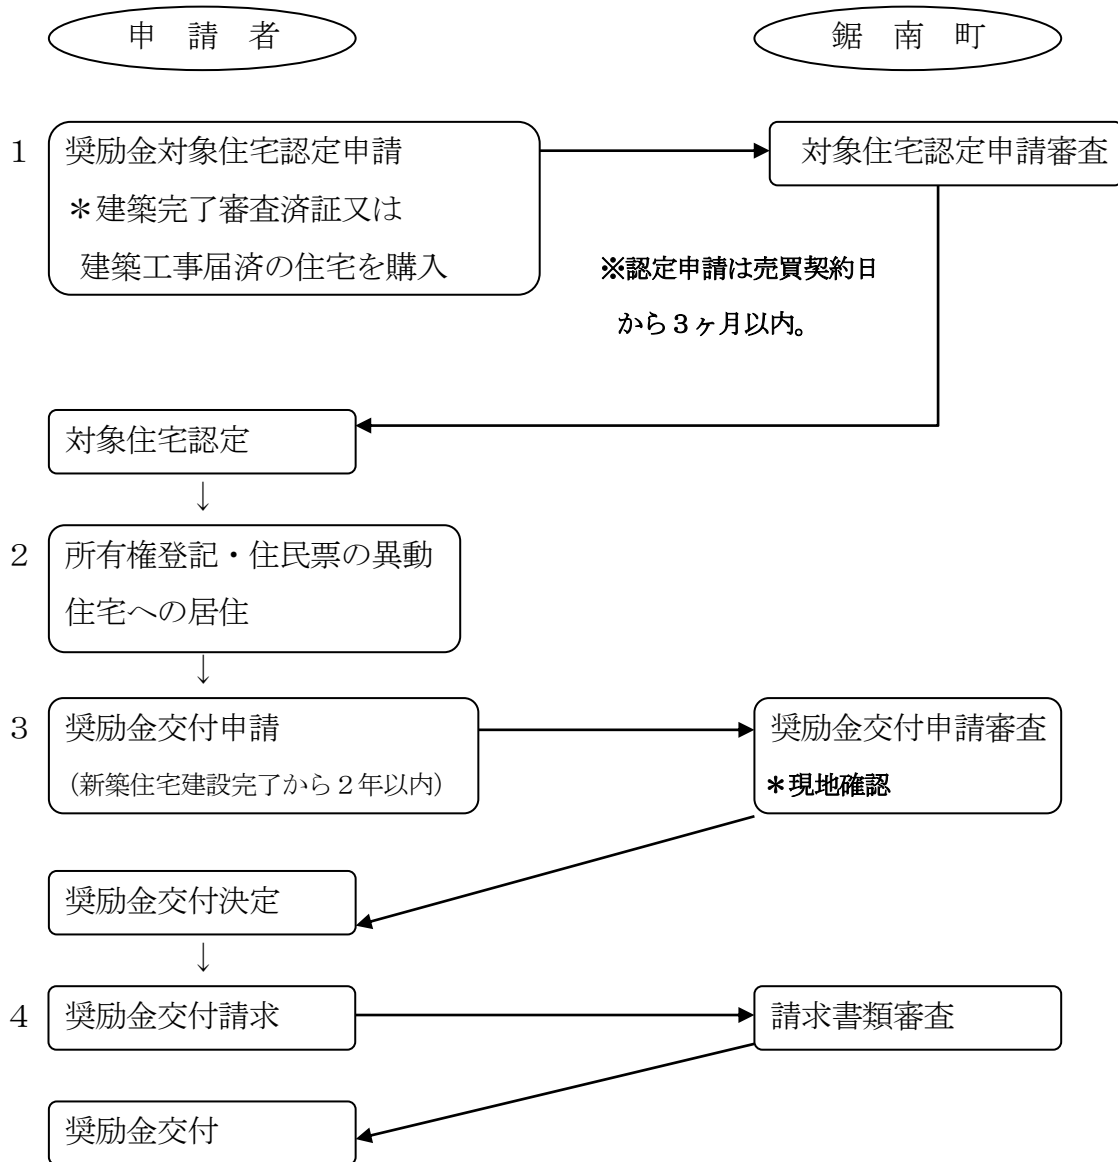 申　請　者
鋸　南　町
1
奨励金対象住宅認定申請
＊建築完了審査済証又は
建築工事届済の住宅を購入
対象住宅認定申請審査
※認定申請は売買契約日
から３ヶ月以内。
対象住宅認定
↓
2
所有権登記・住民票の異動
住宅への居住
↓
3
奨励金交付申請
（新築住宅建設完了から２年以内）
奨励金交付申請審査
＊現地確認
奨励金交付決定
↓
4
奨励金交付請求
請求書類審査
奨励金交付